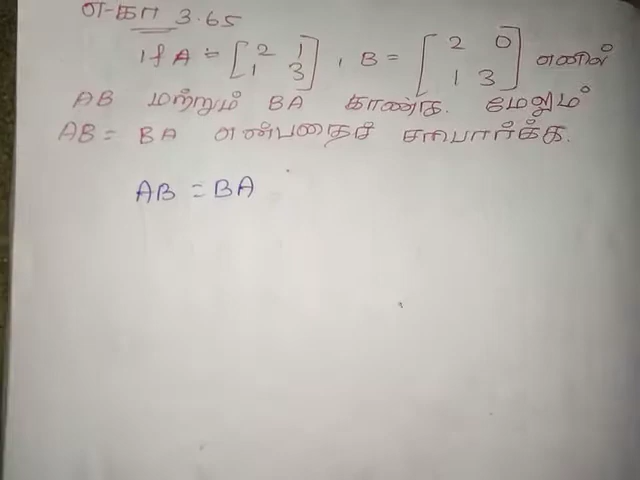 எ-கா 3.65
If A = [2 1 1 3], B = [2 0 1 3] எனில்
AB மற்றும் BA காண்க. மேலும்
AB = BA என்பதைச் சரிபார்க்க.
AB = BA